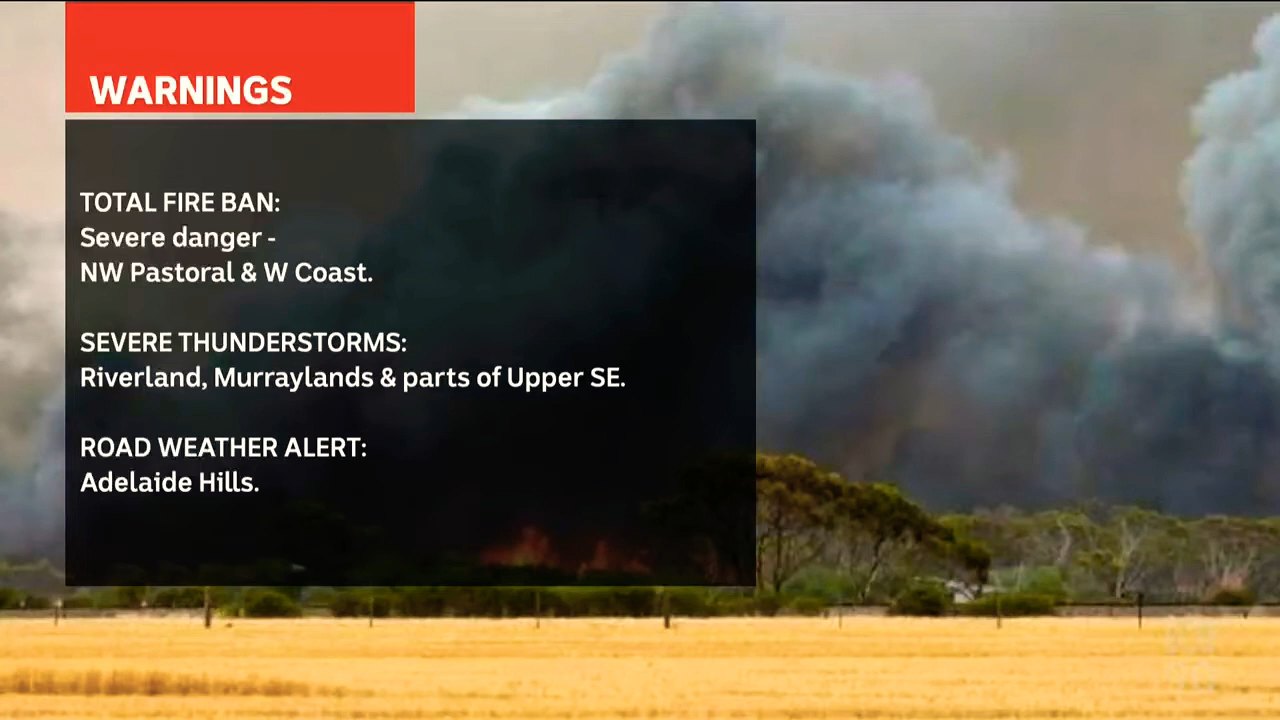 WARNINGS
TOTAL FIRE BAN:
Severe danger -
NW Pastoral & W Coast.
SEVERE THUNDERSTORMS:
Riverland, Murraylands & parts of Upper SE.
ROAD WEATHER ALERT:
Adelaide Hills.